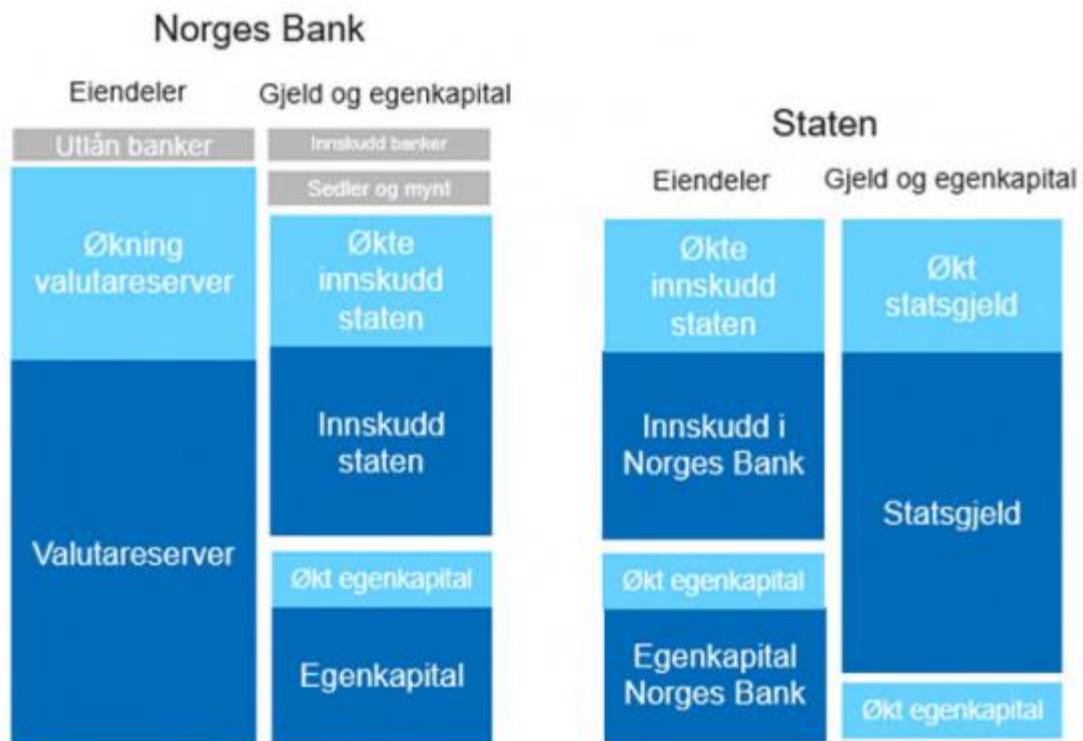 Norges Bank
Eiendeler
Gjeld og egenkapital
Utlån banker
Økning
valutareserver
Valutareserver
Innskudd banker
Sedler og mynt
Økte
innskudd
staten
Innskudd
staten
Økt egenkapital
Egenkapital
Staten
Eiendeler
Gjeld og egenkapital
Økte
innskudd
staten
Innskudd i
Norges Bank
Økt egenkapital
Egenkapital
Norges Bank
Økt
statsgjeld
Statsgjeld
Økt egenkapital